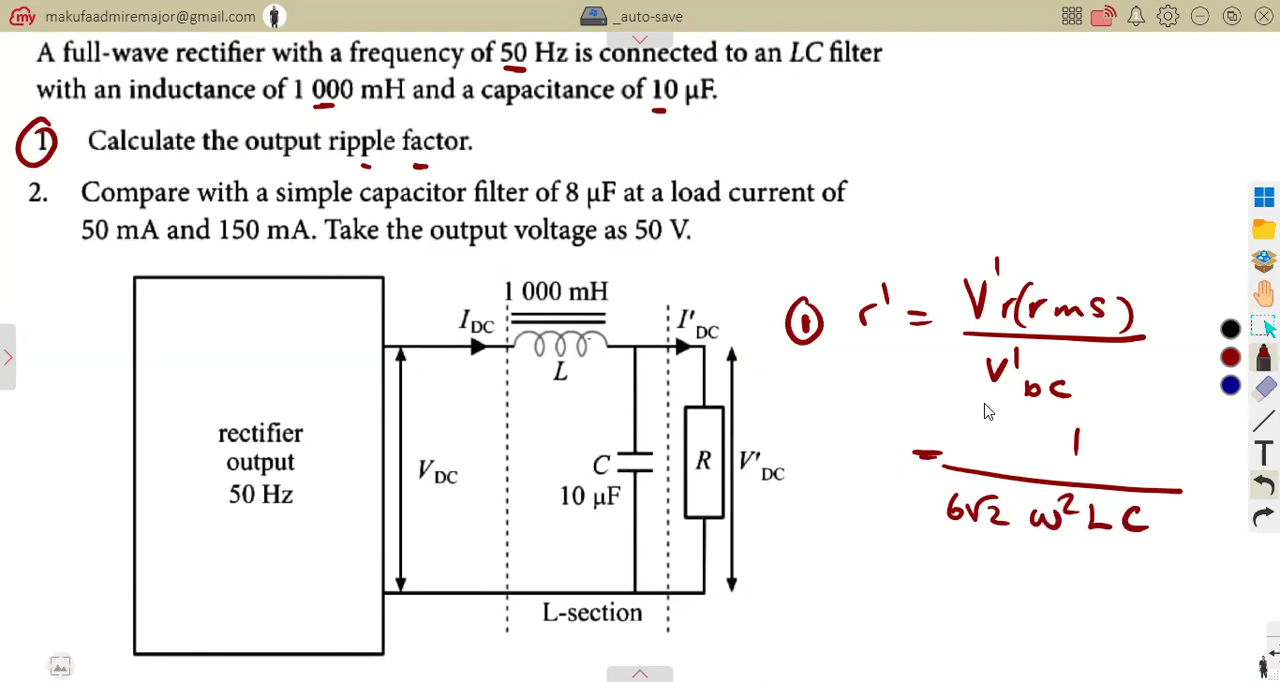 my makufaadmiremajor@gmail.com _auto-save
A full-wave rectifier with a frequency of 50 Hz is connected to an LC filter
with an inductance of 1 000 mH and a capacitance of 10 μF.
1 Calculate the output ripple factor.
2. Compare with a simple capacitor filter of 8 μF at a load current of
50 mA and 150 mA. Take the output voltage as 50 V.
1 000 mH
I_DC
I'_DC
L
rectifier
output
50 Hz
V_DC
C
10 μF
R
V'_DC
L-section
① r' = V'r(rms)
V'DC
= 1
6√2 ω²LC
T